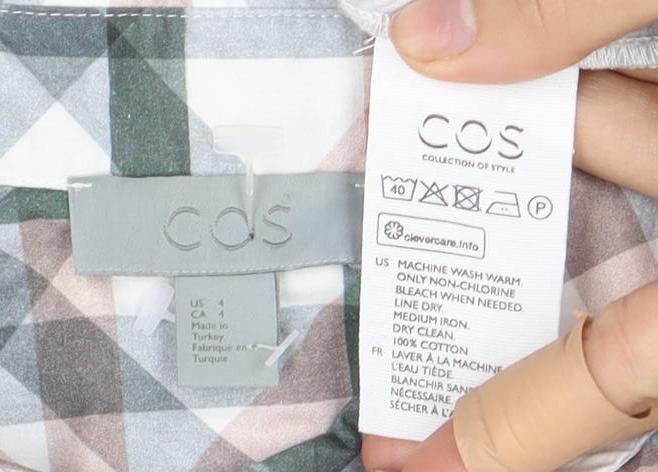 COS
US 4
CA 4
Made in
Turkey
Fabriqué en
Turquie
COS
COLLECTION OF STYLE
40 P
clevercare.info
US MACHINE WASH WARM.
ONLY NON-CHLORINE
BLEACH WHEN NEEDED.
LINE DRY.
MEDIUM IRON.
DRY CLEAN.
100% COTTON
FR LAVER À LA MACHINE
L'EAU TIÈDE.
BLANCHIR
NÉCESSAIRE.
SÉCHER À